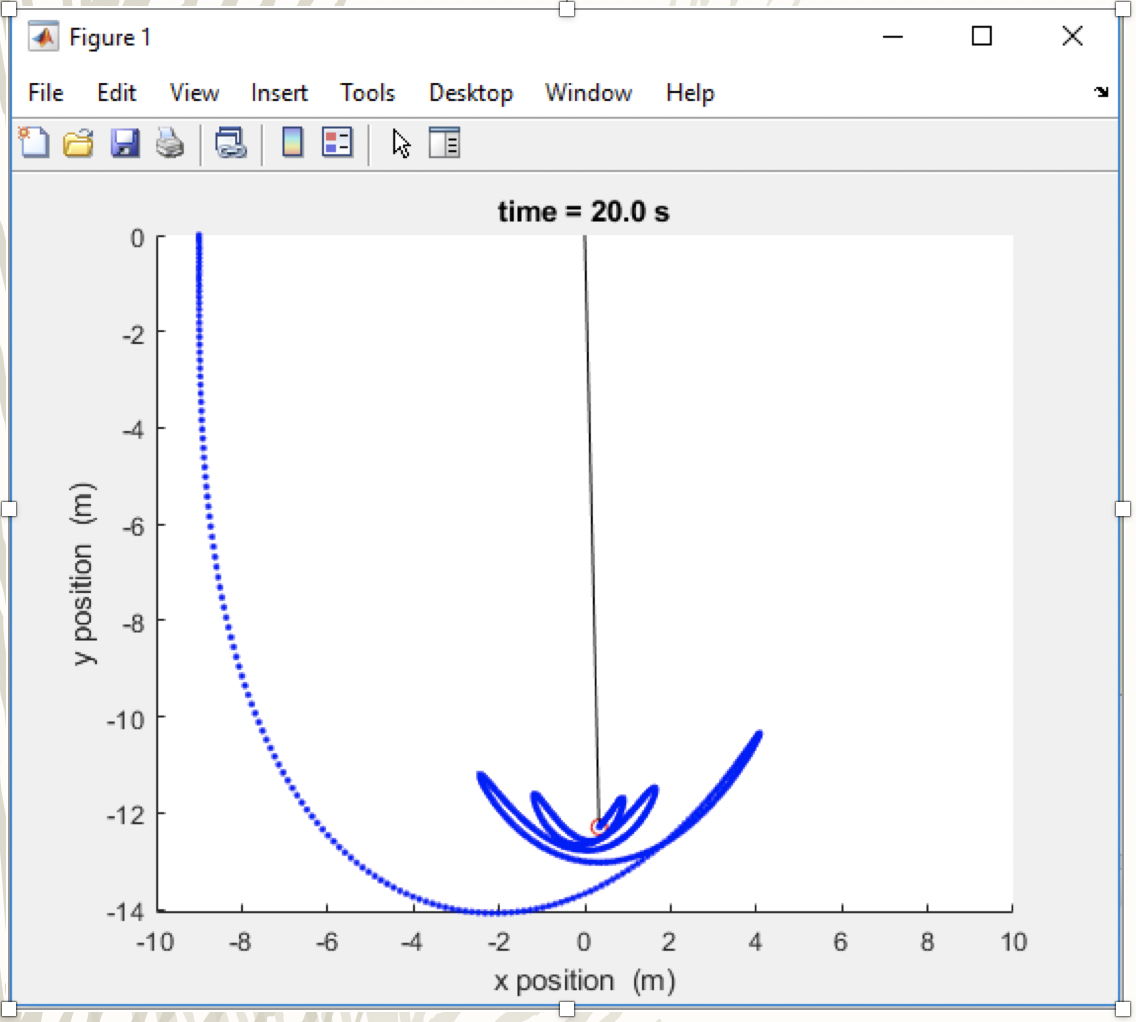 Figure 1
File Edit View Insert Tools Desktop Window Help
time = 20.0 s
0
-2
-4
-6
-8
-10
-12
-14
y position (m)
-10 -8 -6 -4 -2 0 2 4 6 8 10
x position (m)